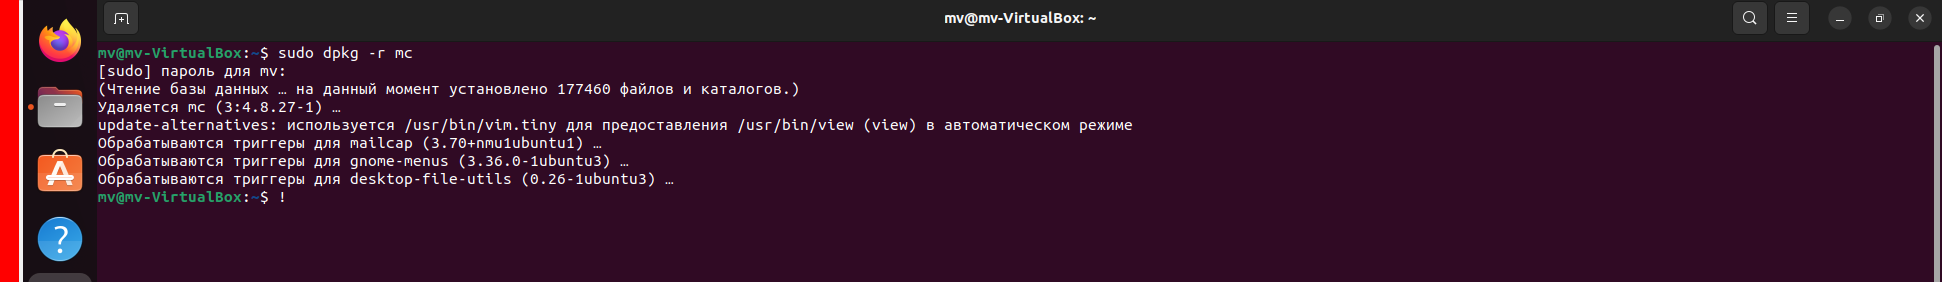 mv@mv-VirtualBox: ~
mv@mv-VirtualBox:~$ sudo dpkg -r mc
[sudo] пароль для mv:
(Чтение базы данных … на данный момент установлено 177460 файлов и каталогов.)
Удаляется mc (3:4.8.27-1) …
update-alternatives: используется /usr/bin/vim.tiny для предоставления /usr/bin/view (view) в автоматическом режиме
Обрабатываются триггеры для mailcap (3.70+nmu1ubuntu1) …
Обрабатываются триггеры для gnome-menus (3.36.0-1ubuntu3) …
Обрабатываются триггеры для desktop-file-utils (0.26-1ubuntu3) …
mv@mv-VirtualBox:~$ !